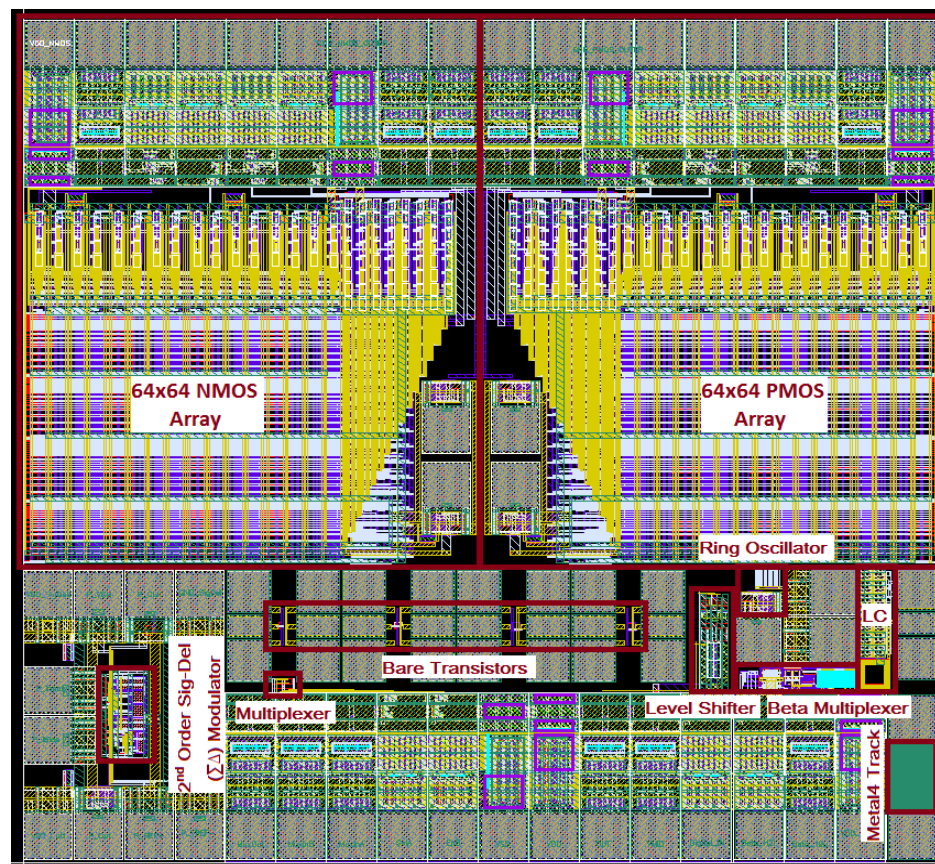 VDD_NMOS
64x64 NMOS
Array
64x64 PMOS
Array
Ring Oscillator
LC
Bare Transistors
2nd Order Sig-Del
(∑Δ) Modulator
Multiplexer
Level Shifter
Beta Multiplexer
Metal4 Track